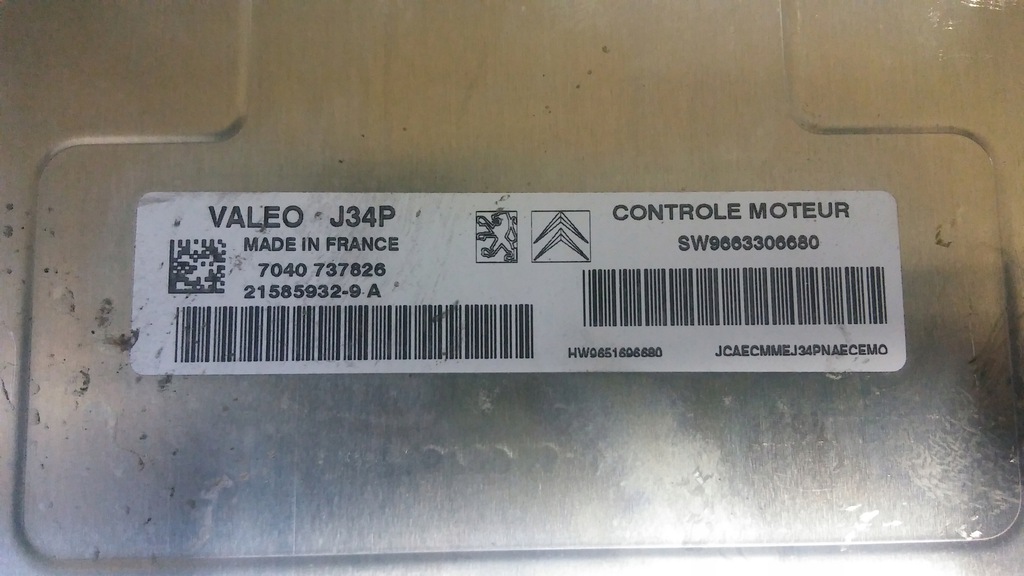 VALEO J34P
MADE IN FRANCE
7040 737826
21585932-9 A
CONTROLE MOTEUR
SW9663306680
HW9651696680 JCAECMMEJ34PNAECEMO